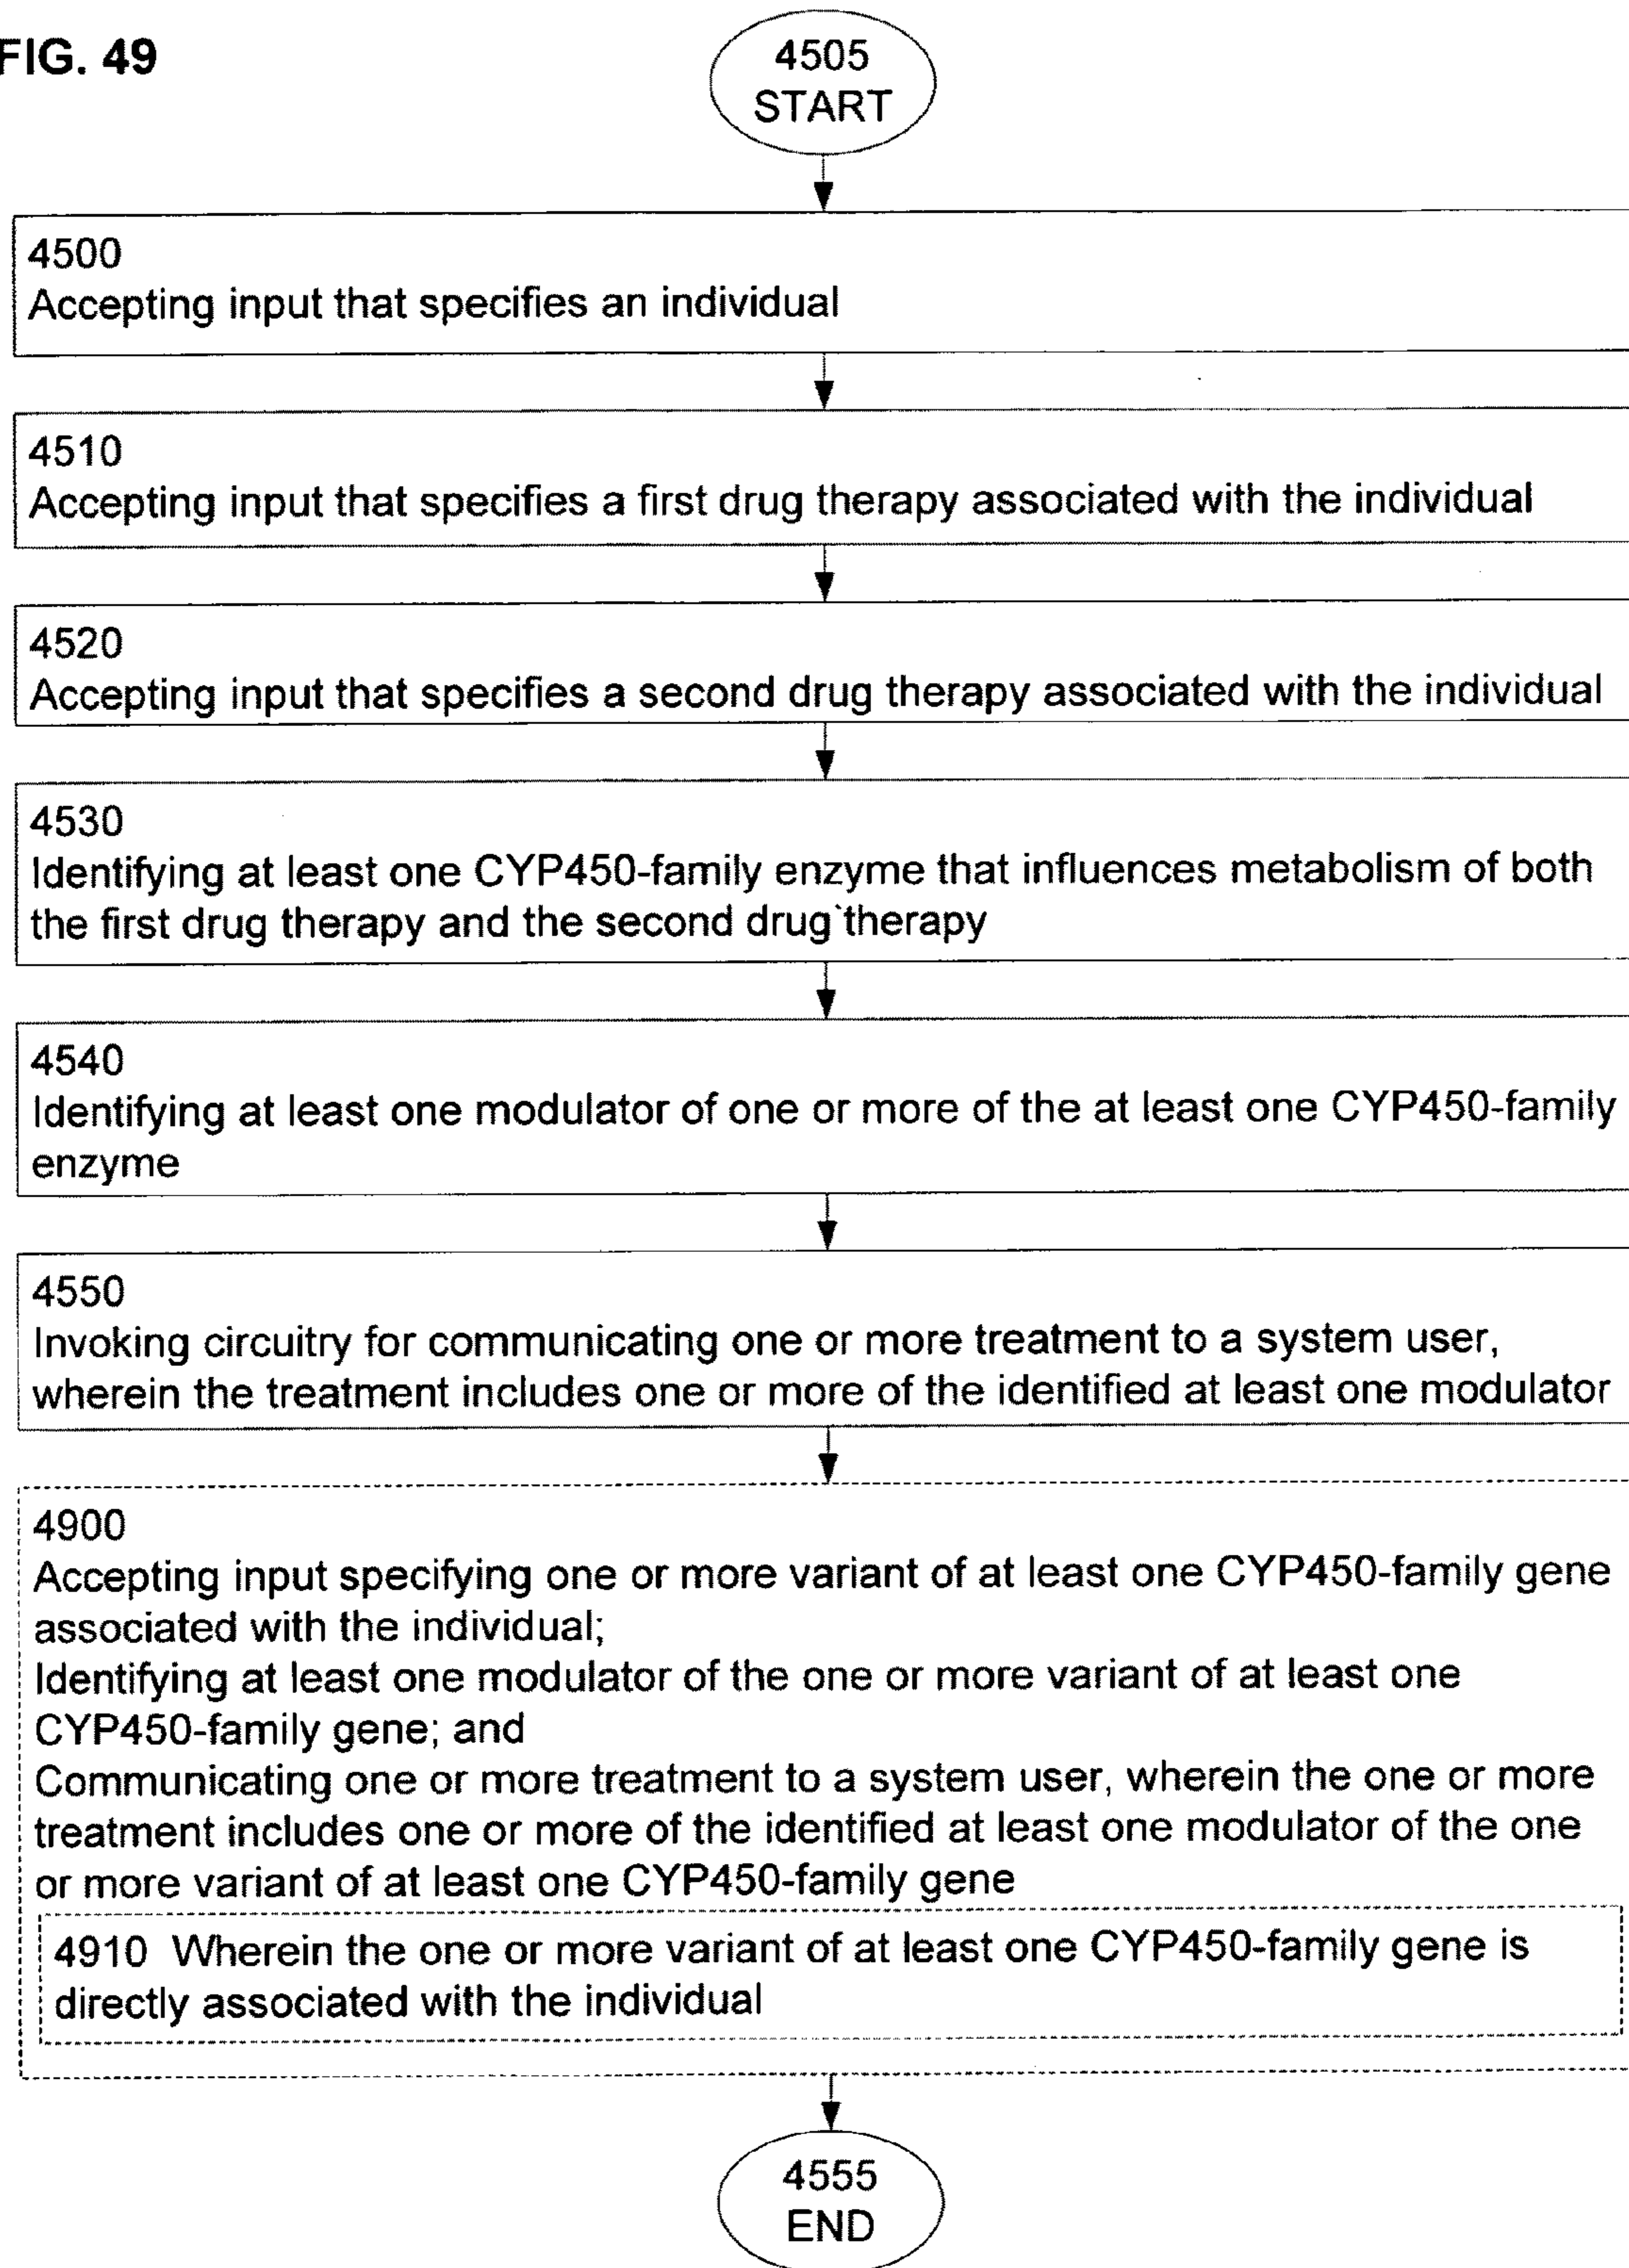 FIG. 49
4505
START
4500
Accepting input that specifies an individual
4510
Accepting input that specifies a first drug therapy associated with the individual
4520
Accepting input that specifies a second drug therapy associated with the individual
4530
Identifying at least one CYP450-family enzyme that influences metabolism of both
the first drug therapy and the second drug therapy
4540
Identifying at least one modulator of one or more of the at least one CYP450-family
enzyme
4550
Invoking circuitry for communicating one or more treatment to a system user,
wherein the treatment includes one or more of the identified at least one modulator
4900
Accepting input specifying one or more variant of at least one CYP450-family gene
associated with the individual;
Identifying at least one modulator of the one or more variant of at least one
CYP450-family gene; and
Communicating one or more treatment to a system user, wherein the one or more
treatment includes one or more of the identified at least one modulator of the one
or more variant of at least one CYP450-family gene
4910 Wherein the one or more variant of at least one CYP450-family gene is
directly associated with the individual
4555
END